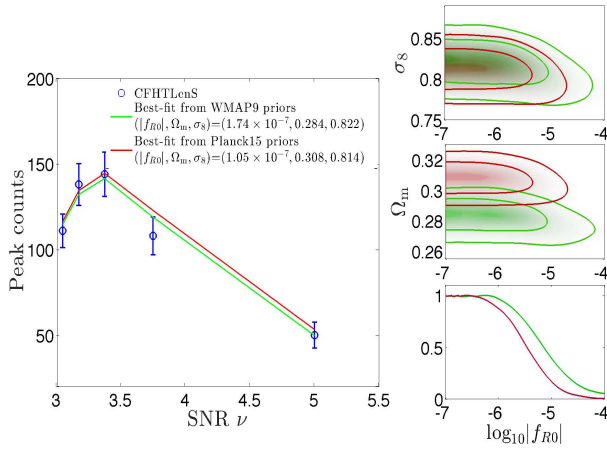 200
150
100
50
3
3.5
4
4.5
5
5.5
Peak counts
SNR ν
CFHTLenS
Best-fit from WMAP9 priors
(|f_R0|, Ω_m, σ_8)=(1.74 × 10^−7, 0.284, 0.822)
Best-fit from Planck15 priors
(|f_R0|, Ω_m, σ_8)=(1.05 × 10^−7, 0.308, 0.814)
σ_8
0.85
0.8
0.75
-7 -6 -5 -4
Ω_m
0.32
0.3
0.28
0.26
-7 -6 -5 -4
1
0.5
0
-7 -6 -5 -4
log_10|f_R0|